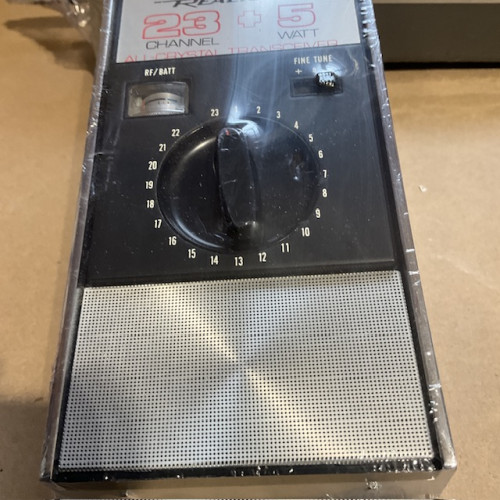 23 + 5
CHANNEL WATT
ALL CRYSTAL TRANSCEIVER
RF/BATT
FINE TUNE
+
23 2 3 4 5 6 7 8 9 10 11 12 13 14 15 16 17 18 19 20 21 22